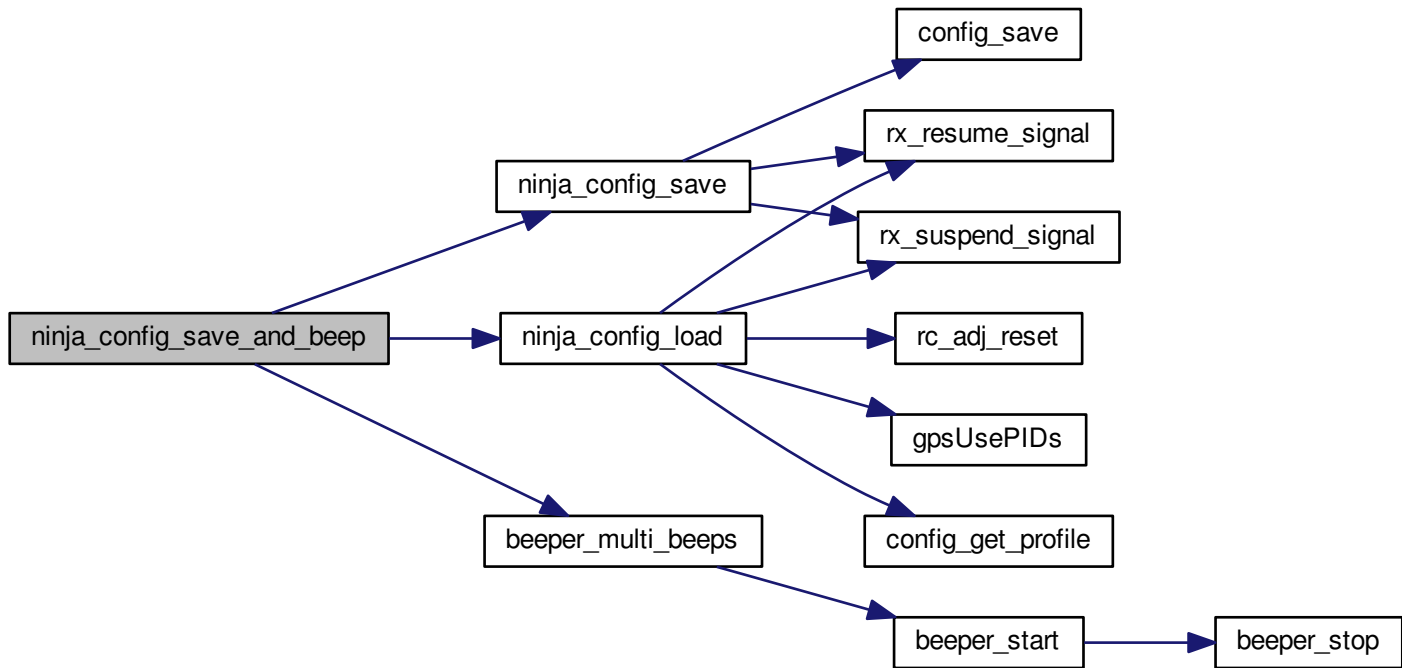 config_save
rx_resume_signal
ninja_config_save
rx_suspend_signal
ninja_config_save_and_beep
ninja_config_load
rc_adj_reset
gpsUsePIDs
beeper_multi_beeps
config_get_profile
beeper_start
beeper_stop